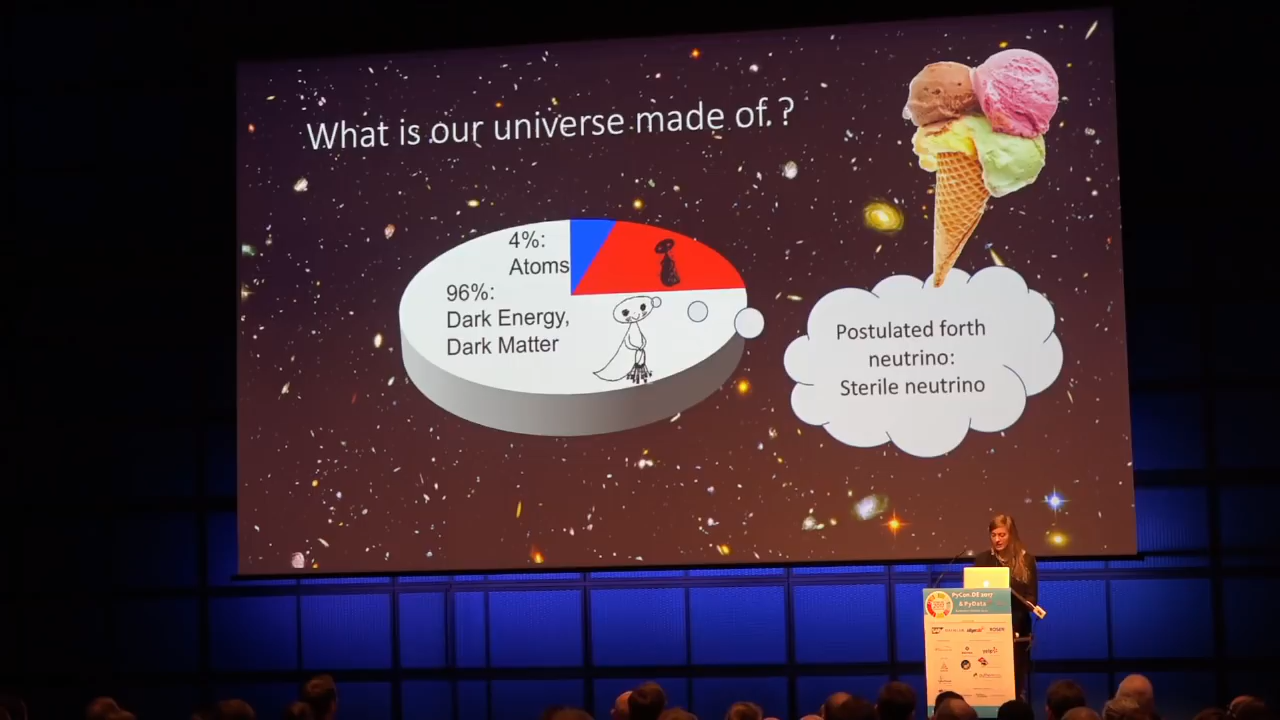 What is our universe made of ?
4%:
Atoms
96%:
Dark Energy,
Dark Matter
Postulated forth
neutrino:
Sterile neutrino
PyCon.DE 2017
& PyData